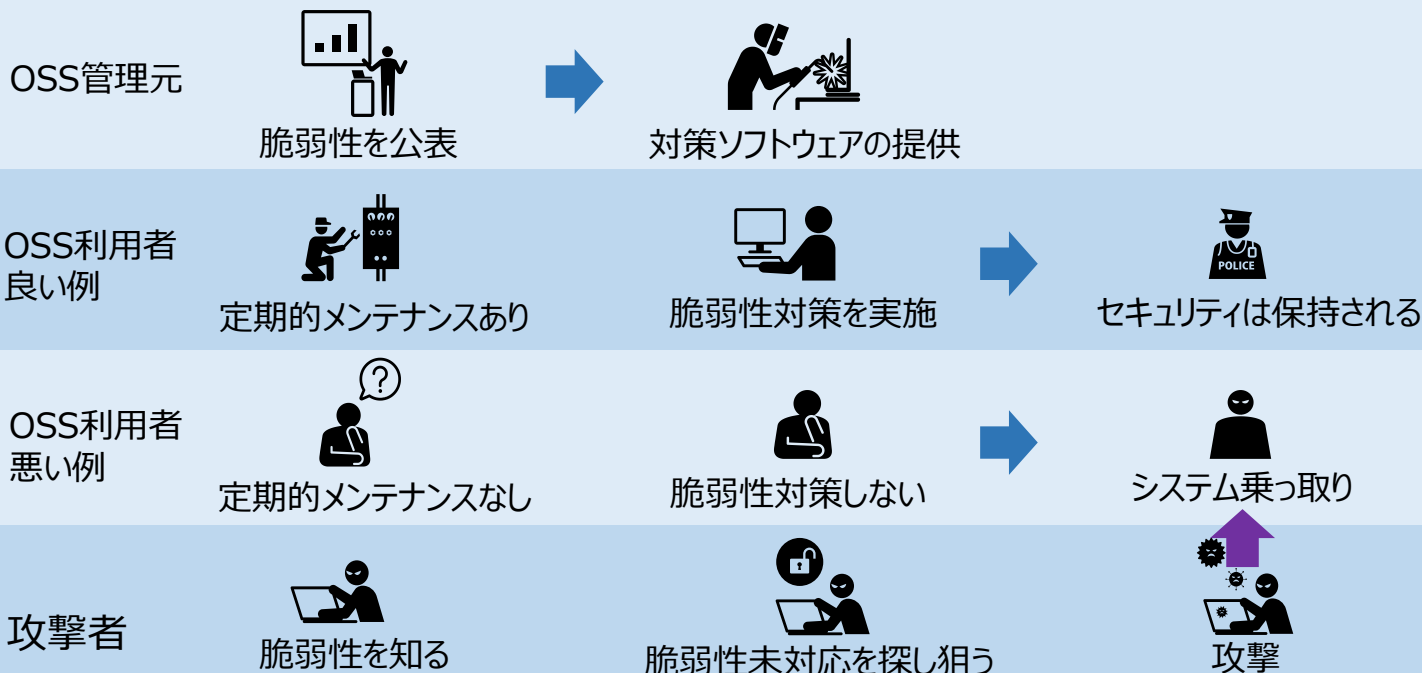 OSS管理元
脆弱性を公表
対策ソフトウェアの提供
OSS利用者
良い例
定期的メンテナンスあり
脆弱性対策を実施
POLICE
セキュリティは保持される
OSS利用者
悪い例
?
定期的メンテナンスなし
脆弱性対策しない
システム乗っ取り
攻撃者
脆弱性を知る
脆弱性未対応を探し狙う
攻撃